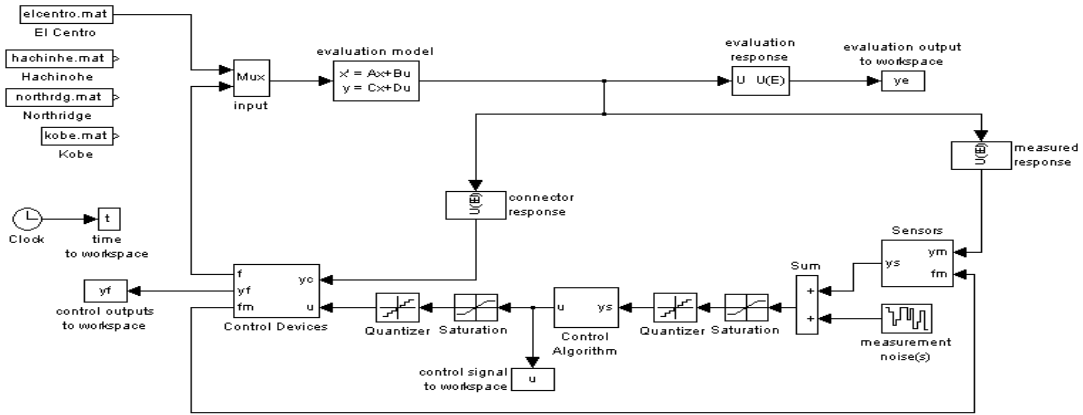 elcentro.mat
El Centro
hachinhe.mat
Hachinohe
northrdg.mat
Northridge
kobe.mat
Kobe
Mux
input
evaluation model
x' = Ax+Bu
y = Cx+Du
evaluation
response
U U(E)
evaluation output
to workspace
ye
U(E)
measured
response
U(E)
connector
response
Clock
t
time
to workspace
yf
control outputs
to workspace
f
yf
fm
yc
u
Control Devices
Quantizer
Saturation
u
ys
Control
Algorithm
control signal
to workspace
u
Quantizer
Saturation
Sum
+
+
Sensors
ys
ym
fm
measurement
noise(s)